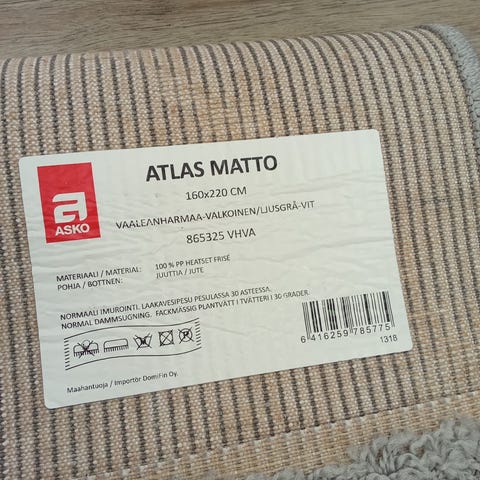 ATLAS MATTO
160x220 CM
VAALEANHARMAA-VALKOINEN/LJUSGRÅ-VIT
865325 VHVA
ASKO
MATERIAALI / MATERIAL: 100 % PP HEATSET FRISÉ
POHJA / BOTTNEN: JUUTTIA / JUTE
NORMAALI IMUROINTI. LAAKAVESIPESU PESULASSA 30 ASTEESSA.
NORMAL DAMMSUGNING. FACKMÄSSIG PLANTVÄTT I TVÄTTERI I 30 GRADER.
6 416259 785775
1318
Maahantuoja / Importör DomiFin Oy.